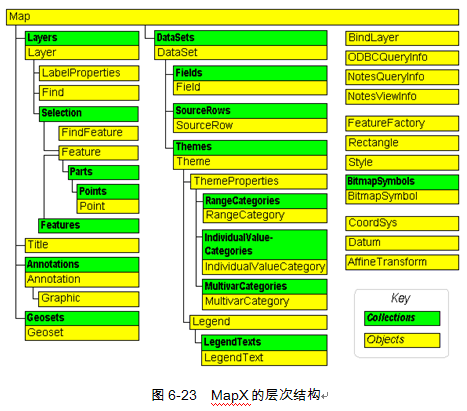 Map
Layers
Layer
LabelProperties
Find
Selection
FindFeature
Feature
Parts
Points
Point
Features
Title
Annotations
Annotation
Graphic
Geosets
Geoset
DataSets
DataSet
Fields
Field
SourceRows
SourceRow
Themes
Theme
ThemeProperties
RangeCategories
RangeCategory
IndividualValue-
Categories
IndividualValueCategory
MultivarCategories
MultivarCategory
Legend
LegendTexts
LegendText
BindLayer
ODBCQueryInfo
NotesQueryInfo
NotesViewInfo
FeatureFactory
Rectangle
Style
BitmapSymbols
BitmapSymbol
CoordSys
Datum
AffineTransform
Key
Collections
Objects
图 6-23 MapX 的层次结构